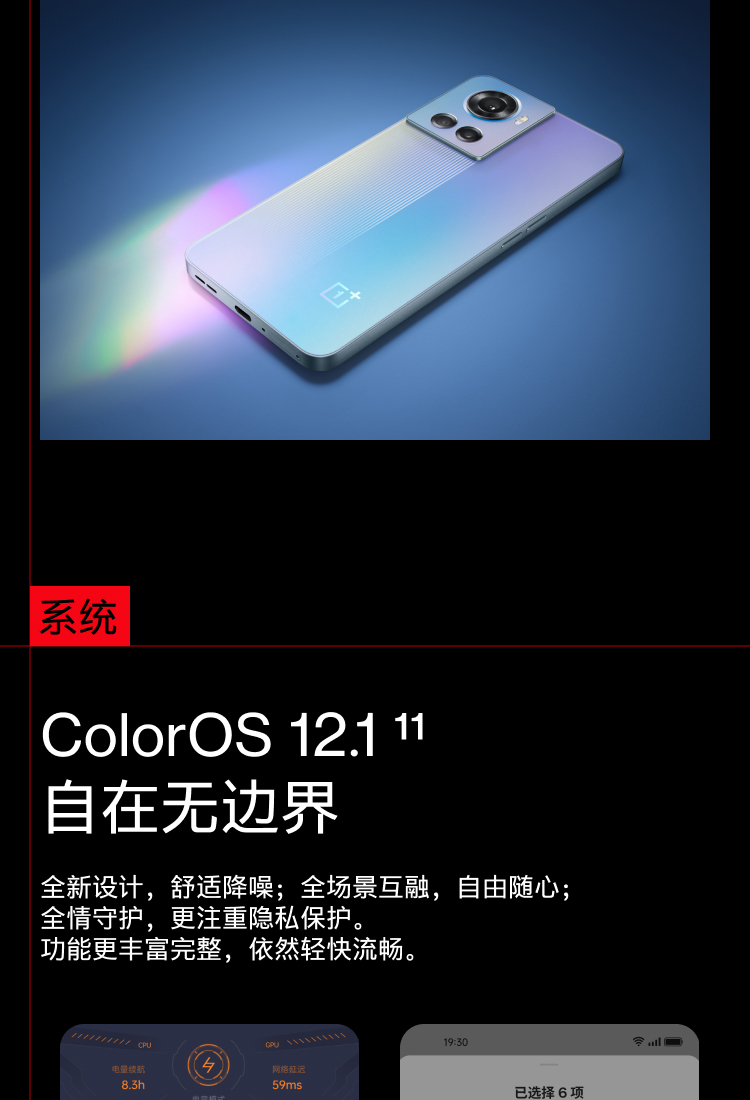 系统
ColorOS 12.1 11
自在无边界
全新设计，舒适降噪；全场景互融，自由随心；
全情守护，更注重隐私保护。
功能更丰富完整，依然轻快流畅。
CPU
GPU
电量续航
网络延迟
8.3h
59ms
19:30
已选择 6 项